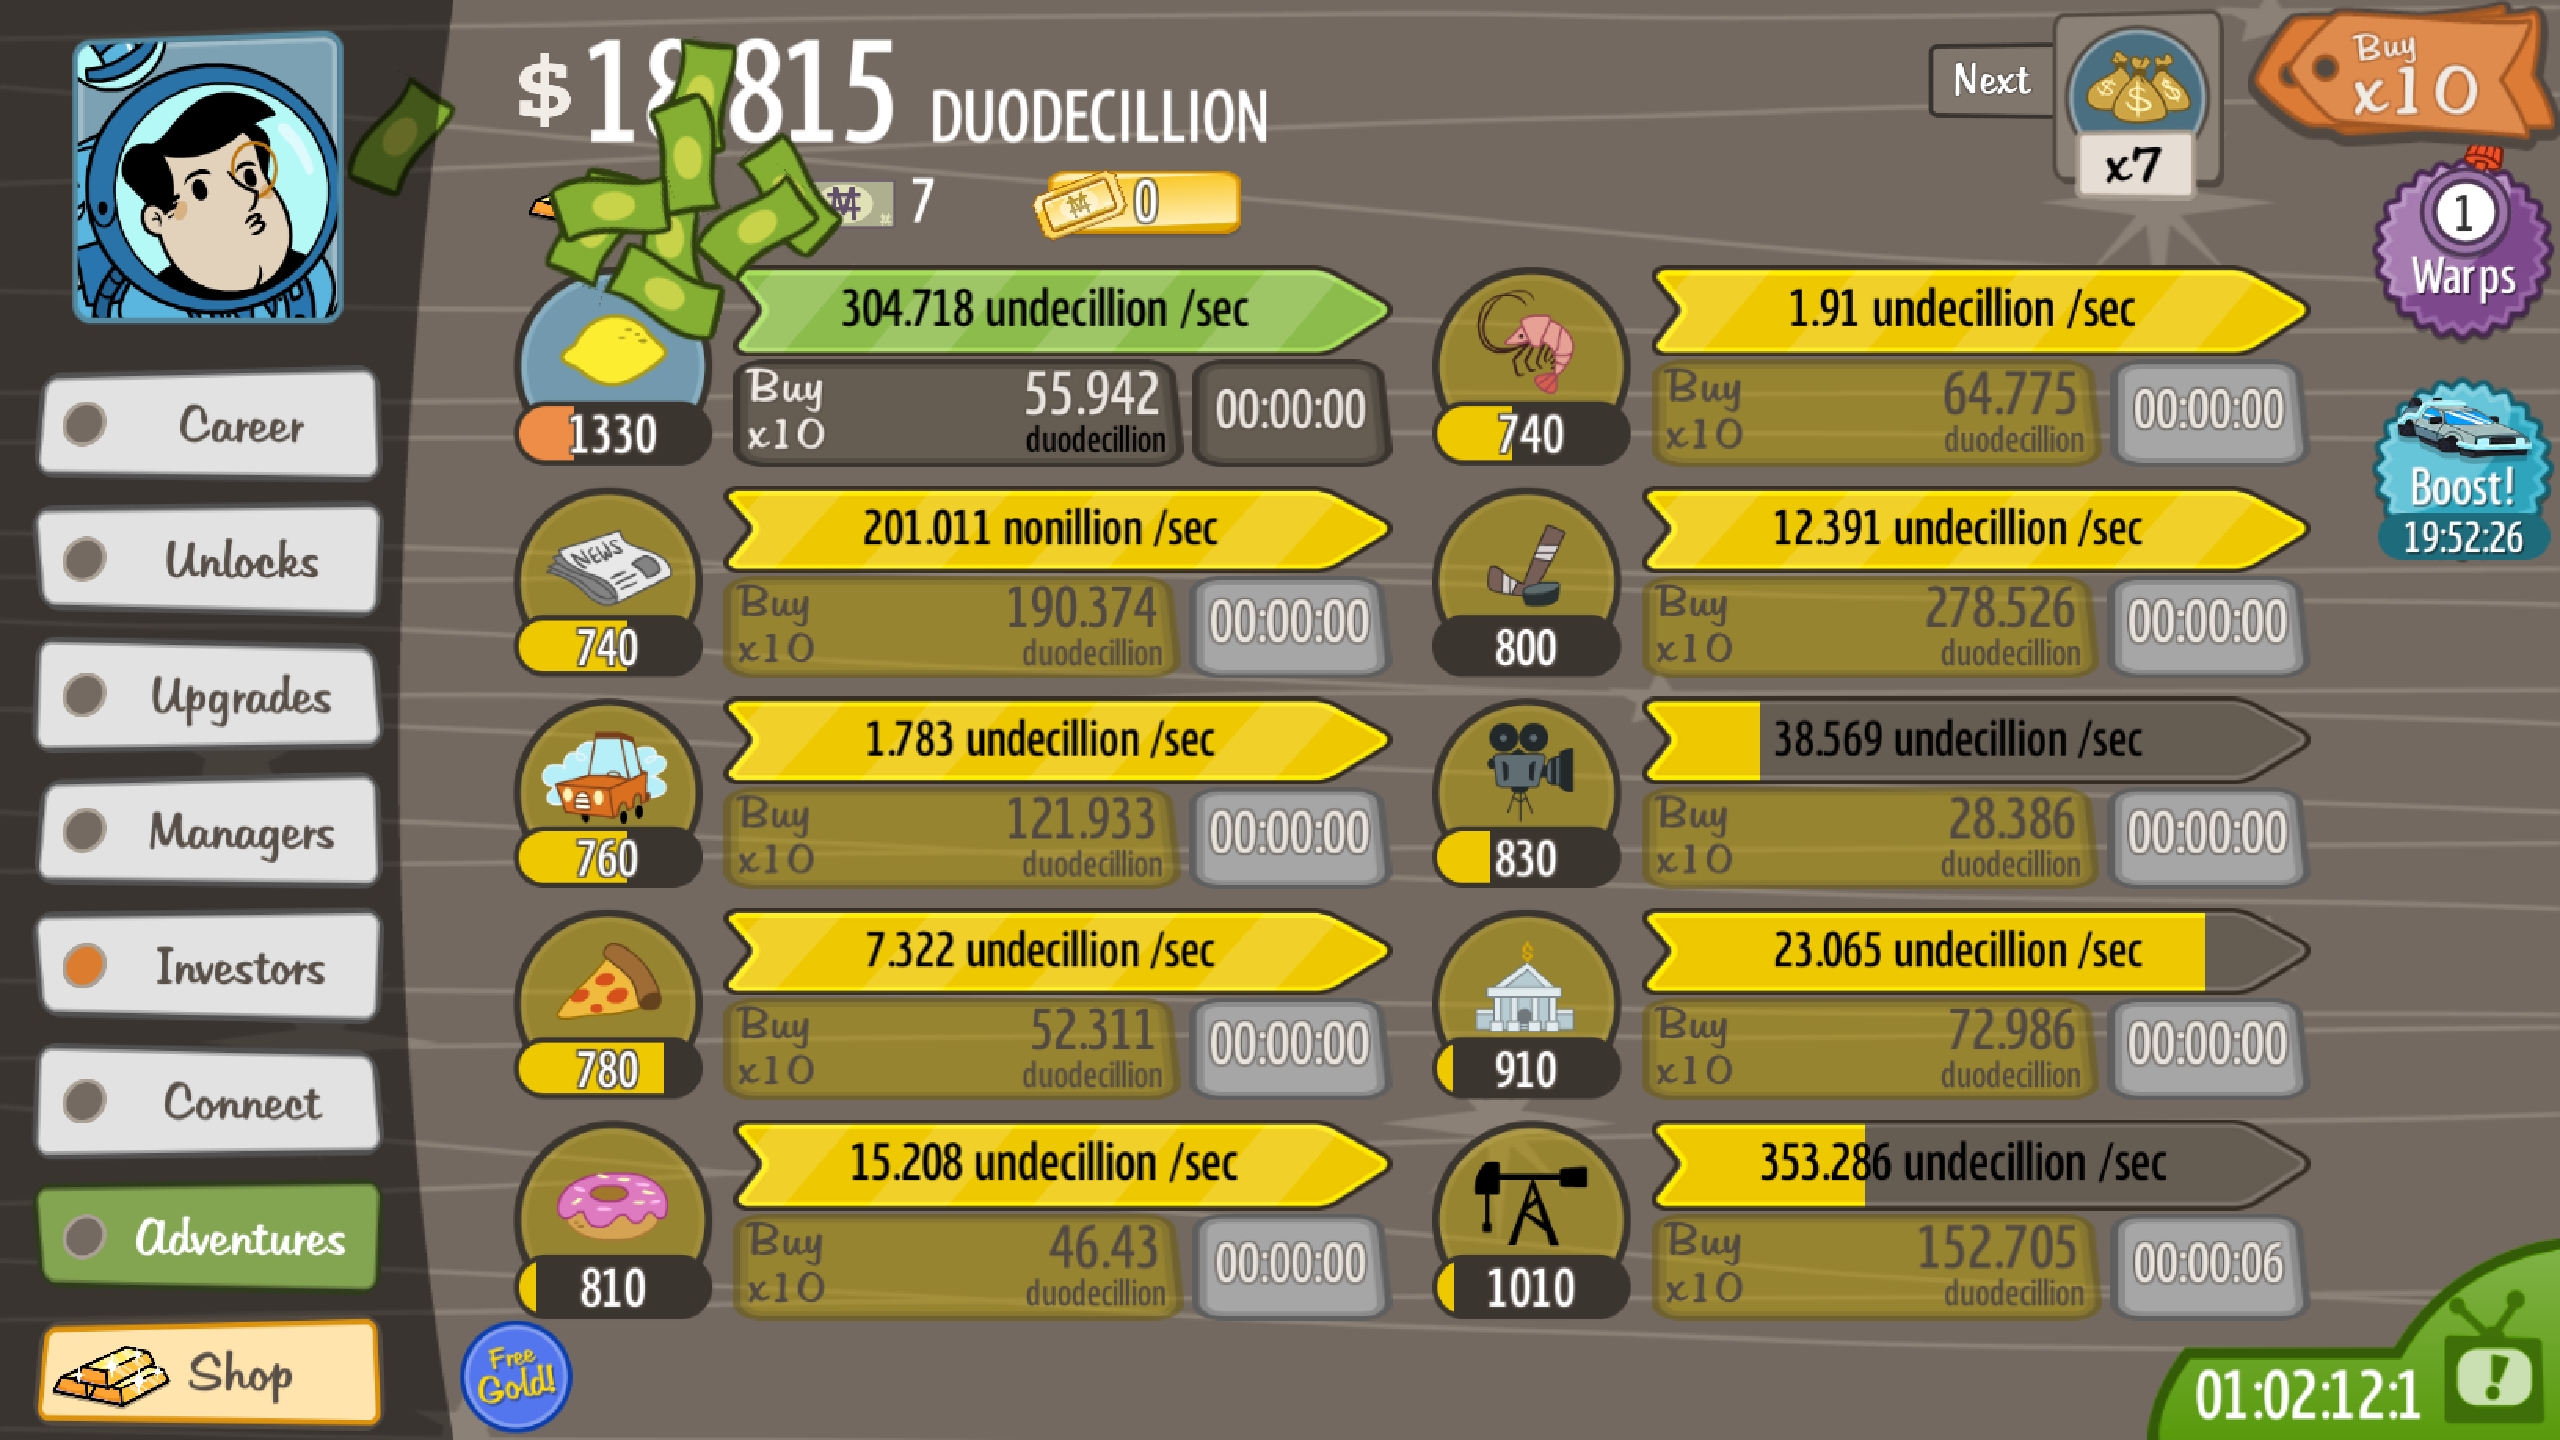 DUODECILLION
7
0
Next
x7
Buy
x10
1
Warps
Boost!
19:52:26
Career
Unlocks
Upgrades
Managers
Investors
Connect
Adventures
Shop
304.718 undecillion /sec
1330
Buy
x10
55.942
duodecillion
00:00:00
1.91 undecillion /sec
740
Buy
x10
64.775
duodecillion
00:00:00
NEWS
201.011 nonillion /sec
740
Buy
x10
190.374
duodecillion
00:00:00
12.391 undecillion /sec
800
Buy
x10
278.526
duodecillion
00:00:00
1.783 undecillion /sec
760
Buy
x10
121.933
duodecillion
00:00:00
38.569 undecillion /sec
830
Buy
x10
28.386
duodecillion
00:00:00
7.322 undecillion /sec
780
Buy
x10
52.311
duodecillion
00:00:00
23.065 undecillion /sec
910
Buy
x10
72.986
duodecillion
00:00:00
15.208 undecillion /sec
810
Buy
x10
46.43
duodecillion
00:00:00
353.286 undecillion /sec
1010
Buy
x10
152.705
duodecillion
00:00:06
Free
Gold!
01:02:12:1